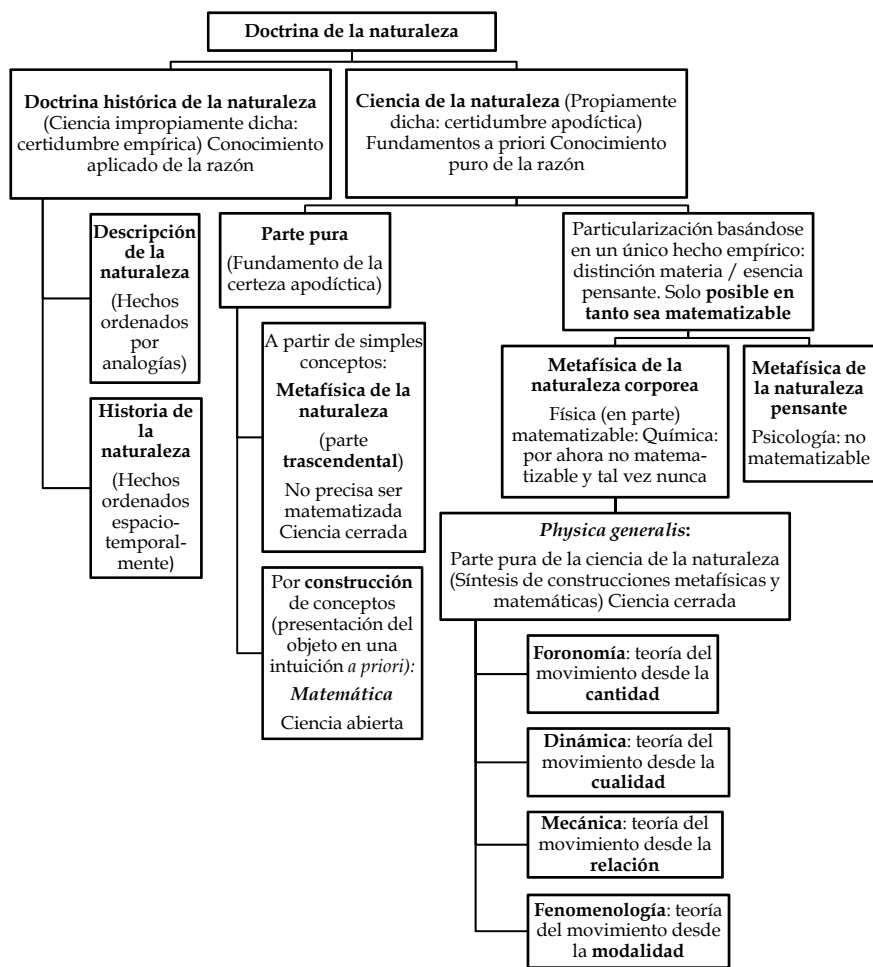 Doctrina de la naturaleza
Doctrina histórica de la naturaleza
(Ciencia impropiamente dicha:
certidumbre empírica) Conocimiento
aplicado de la razón
Ciencia de la naturaleza (Propiamente
dicha: certidumbre apodíctica)
Fundamentos a priori Conocimiento
puro de la razón
Descripción
de la
naturaleza
(Hechos
ordenados
por
analogías)
Historia de
la
naturaleza
(Hechos
ordenados
espacio-
temporal-
mente)
Parte pura
(Fundamento de la
certeza apodíctica)
A partir de simples
conceptos:
Metafísica de la
naturaleza
(parte
trascendental)
No precisa ser
matematizada
Ciencia cerrada
Por construcción
de conceptos
(presentación del
objeto en una
intuición a priori):
Matemática
Ciencia abierta
Particularización basándose
en un único hecho empírico:
distinción materia / esencia
pensante. Solo posible en
tanto sea matematizable
Metafísica de la
naturaleza corporea
Física (en parte)
matematizable: Química:
por ahora no matema-
tizable y tal vez nunca
Metafísica de
la naturaleza
pensante
Psicología: no
matematizable
Physica generalis:
Parte pura de la ciencia de la naturaleza
(Síntesis de construcciones metafísicas y
matemáticas) Ciencia cerrada
Foronomía: teoría del
movimiento desde la
cantidad
Dinámica: teoría del
movimiento desde la
cualidad
Mecánica: teoría del
movimiento desde la
relación
Fenomenología: teoría
del movimiento desde
la modalidad